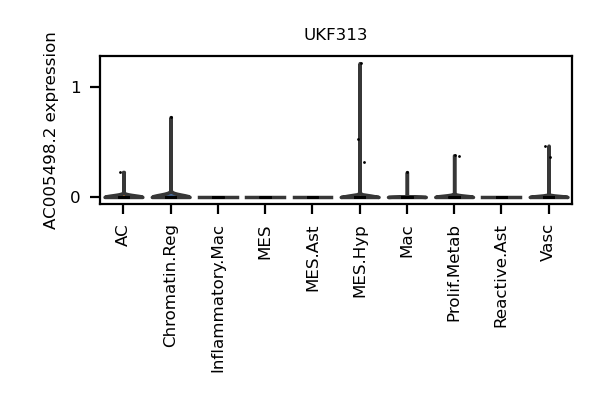 UKF313
AC005498.2 expression
1
0
AC
Chromatin.Reg
Inflammatory.Mac
MES
MES.Ast
MES.Hyp
Mac
Prolif.Metab
Reactive.Ast
Vasc